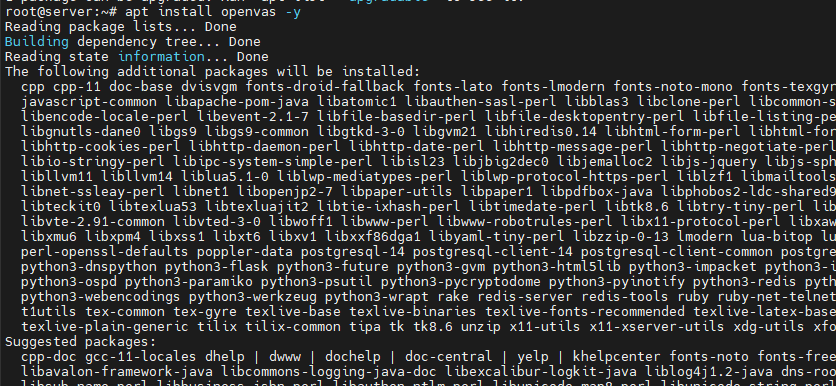 root@server:~# apt install openvas -y
Reading package lists... Done
Building dependency tree... Done
Reading state information... Done
The following additional packages will be installed:
cpp cpp-11 doc-base dvisvgm fonts-droid-fallback fonts-lato fonts-lmodern fonts-noto-mono fonts-texgyr
javascript-common libapache-pom-java libatomic1 libauthen-sasl-perl libblas3 libclone-perl libcommon-s
libencode-locale-perl libevent-2.1-7 libfile-basedir-perl libfile-desktopentry-perl libfile-listing-pe
libgnutls-dane0 libgs9 libgs9-common libgtkd-3-0 libgvm21 libhiredis0.14 libhtml-form-perl libhtml-for
libhttp-cookies-perl libhttp-daemon-perl libhttp-date-perl libhttp-message-perl libhttp-negotiate-perl
libio-stringy-perl libipc-system-simple-perl libisl23 libjbig2dec0 libjemalloc2 libjs-jquery libjs-sph
libllvm11 libllvm14 liblua5.1-0 liblwp-mediatypes-perl liblwp-protocol-https-perl liblzf1 libmailtools
libnet-ssleay-perl libnet1 libopenjp2-7 libpaper-utils libpaper1 libpdfbox-java libphobos2-ldc-shared9
libteckit0 libtexlua53 libtexluajit2 libtie-ixhash-perl libtimedate-perl libtk8.6 libtry-tiny-perl lib
libvte-2.91-common libvted-3-0 libwoff1 libwww-perl libwww-robotrules-perl libx11-protocol-perl libxaw
libxmu6 libxpm4 libxss1 libxt6 libxv1 libxxf86dga1 libyaml-tiny-perl libzzip-0-13 lmodern lua-bitop lu
perl-openssl-defaults poppler-data postgresql-14 postgresql-client-14 postgresql-client-common postgre
python3-dnspython python3-flask python3-future python3-gvm python3-html5lib python3-impacket python3-i
python3-ospd python3-paramiko python3-psutil python3-pycryptodome python3-pyinotify python3-redis pyth
python3-webencodings python3-werkzeug python3-wrapt rake redis-server redis-tools ruby ruby-net-telnet
t1utils tex-common tex-gyre texlive-base texlive-binaries texlive-fonts-recommended texlive-latex-base
texlive-plain-generic tilix tilix-common tipa tk tk8.6 unzip x11-utils x11-xserver-utils xdg-utils xfo
Suggested packages:
cpp-doc gcc-11-locales dhelp | dwww | dochelp | doc-central | yelp | khelpcenter fonts-noto fonts-free
libavalon-framework-java libcommons-logging-java-doc libexcalibur-logkit-java liblog4j1.2-java dns-roo